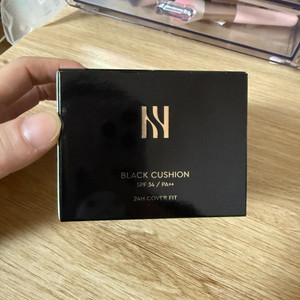 BLACK CUSHION
SPF 34 / PA++
24H COVER FIT